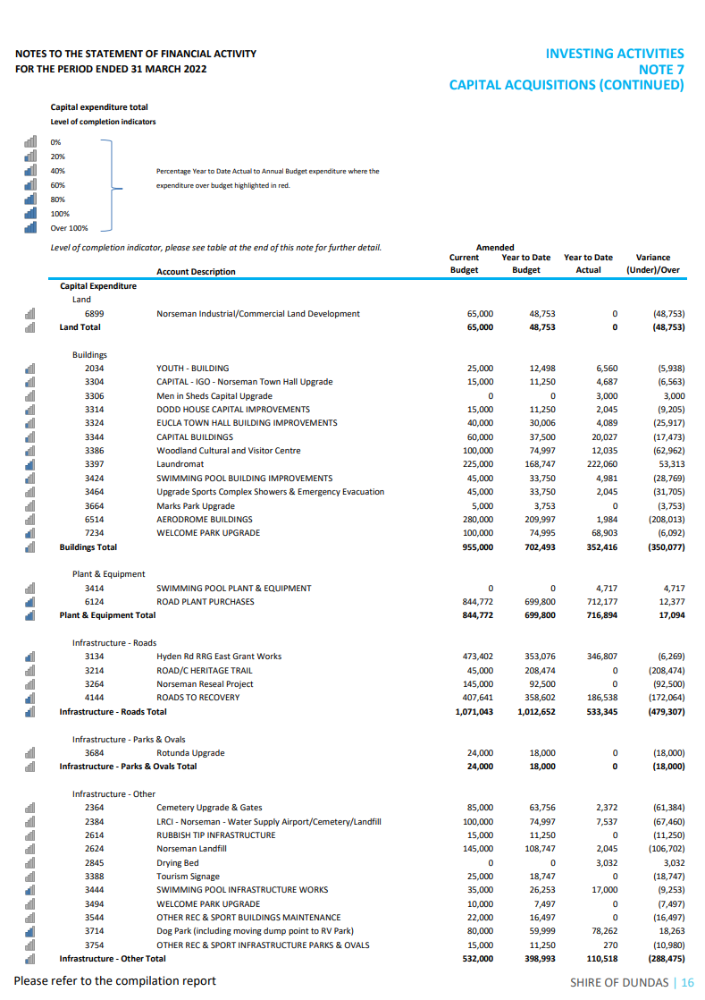 NOTES TO THE STATEMENT OF FINANCIAL ACTIVITY
FOR THE PERIOD ENDED 31 MARCH 2022
INVESTING ACTIVITIES
NOTE 7
CAPITAL ACQUISITIONS (CONTINUED)
Capital expenditure total
Level of completion indicators
0%
20%
40%
60%
80%
100%
Over 100%
Percentage Year to Date Actual to Annual Budget expenditure where the
expenditure over budget highlighted in red.
Level of completion indicator, please see table at the end of this note for further detail.
Amended
Current Year to Date Year to Date Variance
Account Description Budget Budget Actual (Under)/Over
Capital Expenditure
Land
6899 Norseman Industrial/Commercial Land Development 65,000 48,753 0 (48,753)
Land Total 65,000 48,753 0 (48,753)
Buildings
2034 YOUTH - BUILDING 25,000 12,498 6,560 (5,938)
3304 CAPITAL - IGO - Norseman Town Hall Upgrade 15,000 11,250 4,687 (6,563)
3306 Men in Sheds Capital Upgrade 0 0 3,000 3,000
3314 DODD HOUSE CAPITAL IMPROVEMENTS 15,000 11,250 2,045 (9,205)
3324 EUCLA TOWN HALL BUILDING IMPROVEMENTS 40,000 30,006 4,089 (25,917)
3344 CAPITAL BUILDINGS 60,000 37,500 20,027 (17,473)
3386 Woodland Cultural and Visitor Centre 100,000 74,997 12,035 (62,962)
3397 Laundromat 225,000 168,747 222,060 53,313
3424 SWIMMING POOL BUILDING IMPROVEMENTS 45,000 33,750 4,981 (28,769)
3464 Upgrade Sports Complex Showers & Emergency Evacuation 45,000 33,750 2,045 (31,705)
3664 Marks Park Upgrade 5,000 3,753 0 (3,753)
6514 AERODROME BUILDINGS 280,000 209,997 1,984 (208,013)
7234 WELCOME PARK UPGRADE 100,000 74,995 68,903 (6,092)
Buildings Total 955,000 702,493 352,416 (350,077)
Plant & Equipment
3414 SWIMMING POOL PLANT & EQUIPMENT 0 0 4,717 4,717
6124 ROAD PLANT PURCHASES 844,772 699,800 712,177 12,377
Plant & Equipment Total 844,772 699,800 716,894 17,094
Infrastructure - Roads
3134 Hyden Rd RRG East Grant Works 473,402 353,076 346,807 (6,269)
3214 ROAD/C HERITAGE TRAIL 45,000 208,474 0 (208,474)
3264 Norseman Reseal Project 145,000 92,500 0 (92,500)
4144 ROADS TO RECOVERY 407,641 358,602 186,538 (172,064)
Infrastructure - Roads Total 1,071,043 1,012,652 533,345 (479,307)
Infrastructure - Parks & Ovals
3684 Rotunda Upgrade 24,000 18,000 0 (18,000)
Infrastructure - Parks & Ovals Total 24,000 18,000 0 (18,000)
Infrastructure - Other
2364 Cemetery Upgrade & Gates 85,000 63,756 2,372 (61,384)
2384 LRCI - Norseman - Water Supply Airport/Cemetery/Landfill 100,000 74,997 7,537 (67,460)
2614 RUBBISH TIP INFRASTRUCTURE 15,000 11,250 0 (11,250)
2624 Norseman Landfill 145,000 108,747 2,045 (106,702)
2845 Drying Bed 0 0 3,032 3,032
3388 Tourism Signage 25,000 18,747 0 (18,747)
3444 SWIMMING POOL INFRASTRUCTURE WORKS 35,000 26,253 17,000 (9,253)
3494 WELCOME PARK UPGRADE 10,000 7,497 0 (7,497)
3544 OTHER REC & SPORT BUILDINGS MAINTENANCE 22,000 16,497 0 (16,497)
3714 Dog Park (including moving dump point to RV Park) 80,000 59,999 78,262 18,263
3754 OTHER REC & SPORT INFRASTRUCTURE PARKS & OVALS 15,000 11,250 270 (10,980)
Infrastructure - Other Total 532,000 398,993 110,518 (288,475)
Please refer to the compilation report
SHIRE OF DUNDAS | 16